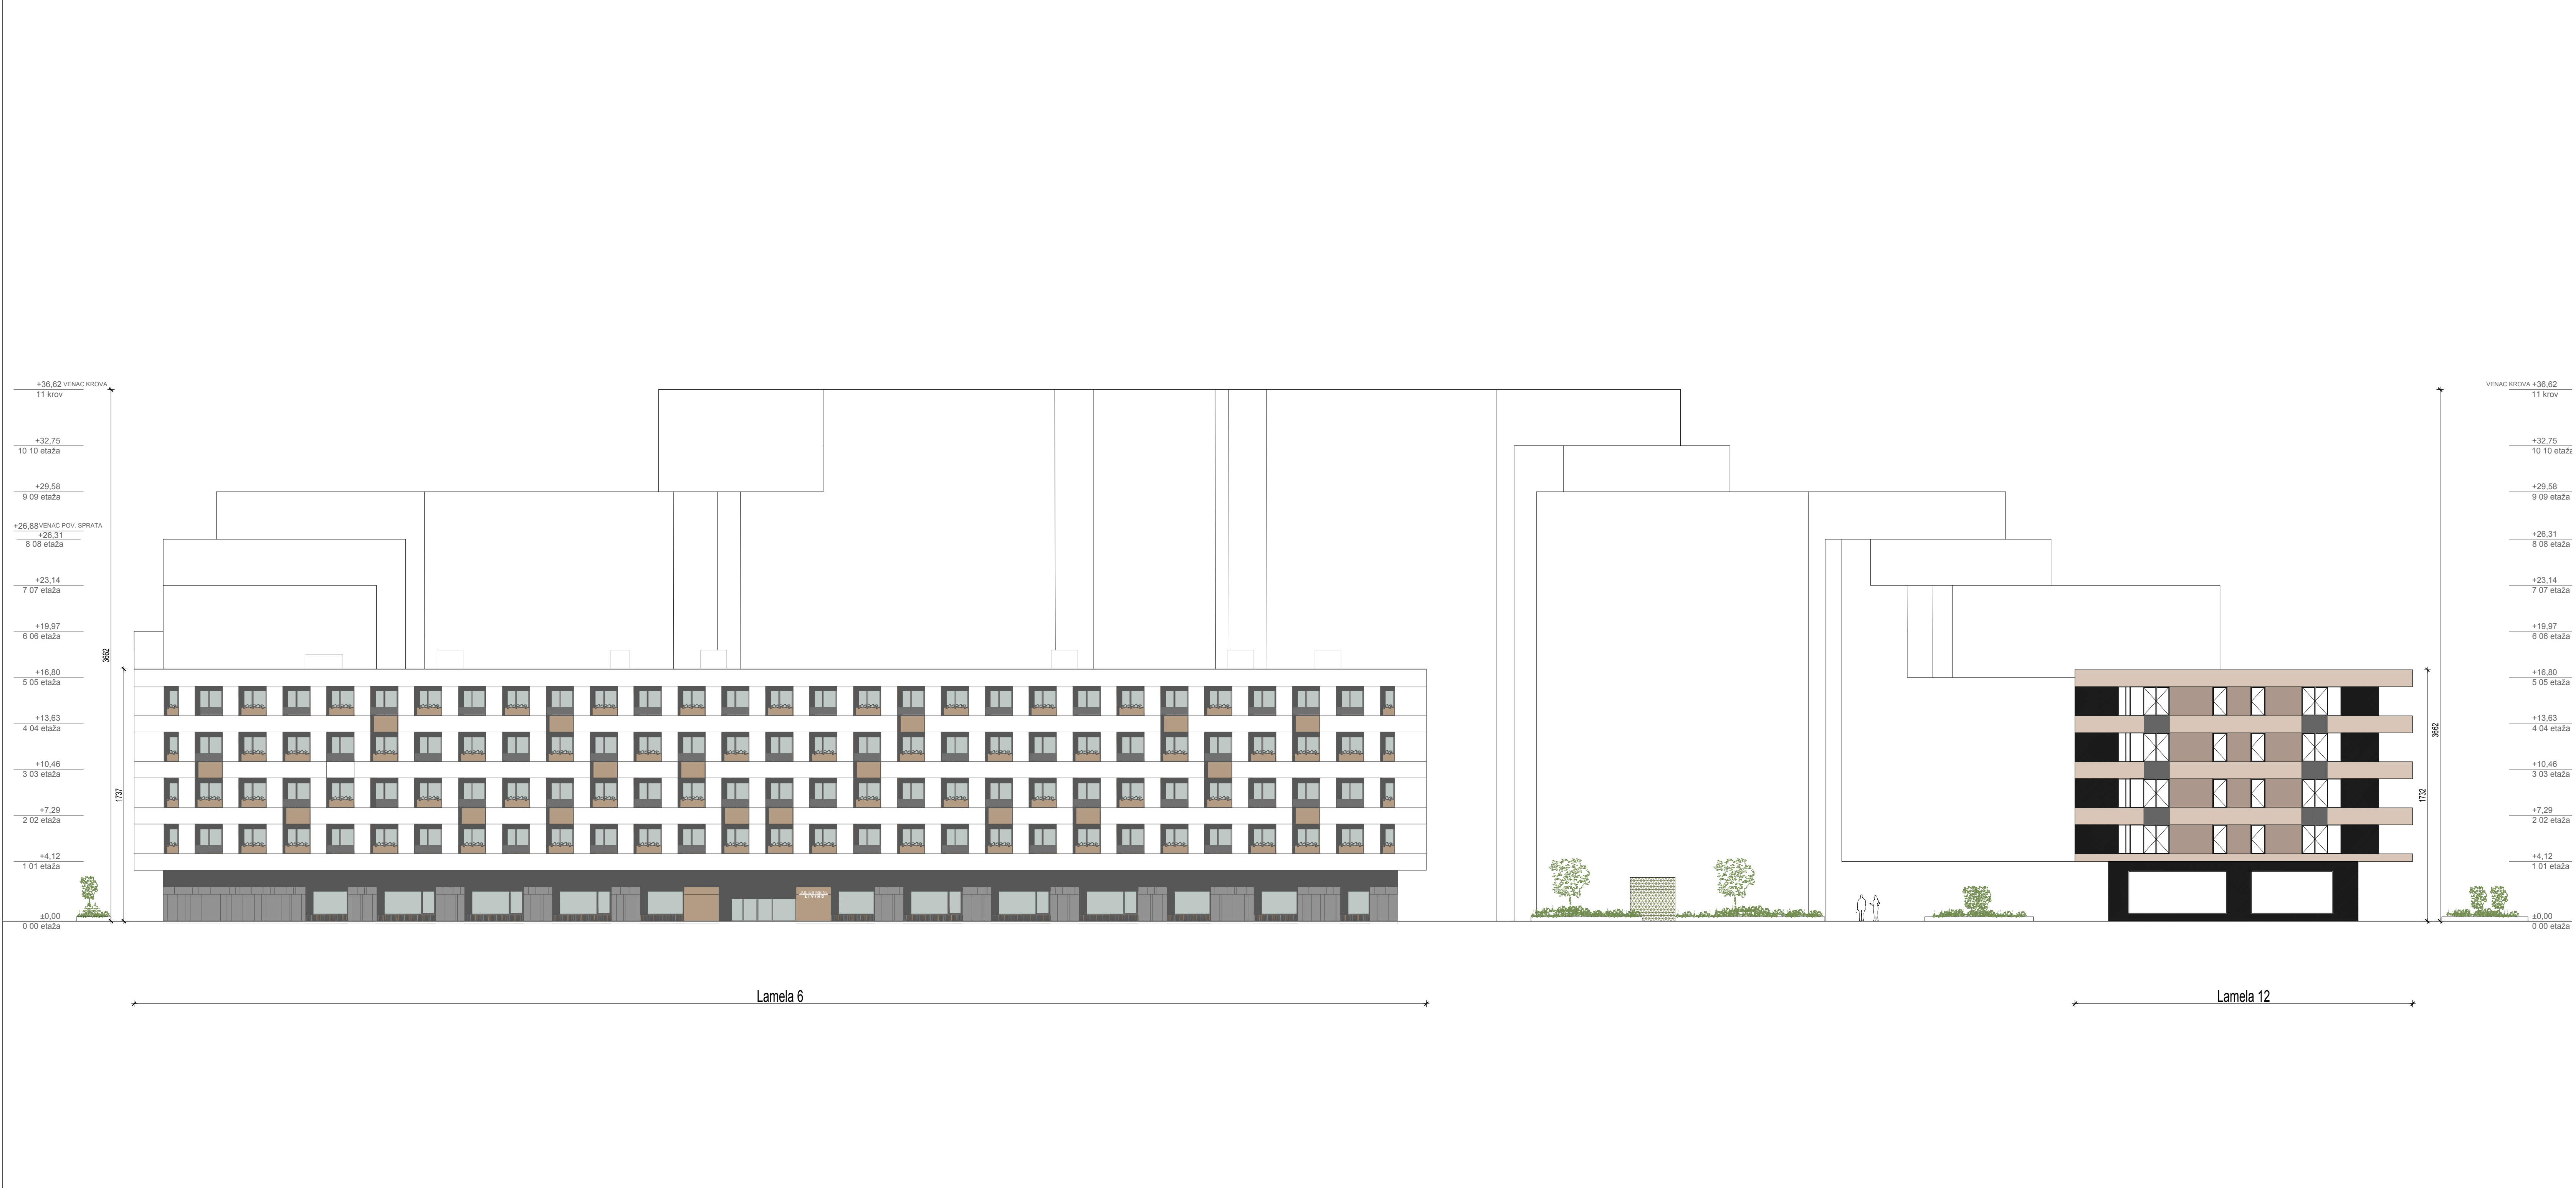 +36,62 VENAC KROVA
11 krov
+32,75
10 10 etaža
+29,58
9 09 etaža
+26,88 VENAC POV. SPRATA
+26,31
8 08 etaža
+23,14
7 07 etaža
+19,97
6 06 etaža
+16,80
5 05 etaža
+13,63
4 04 etaža
+10,46
3 03 etaža
+7,29
2 02 etaža
+4,12
1 01 etaža
±0,00
0 00 etaža
3662
1737
LIVING
Lamela 6
Lamela 12
1732
3662
VENAC KROVA +36,62
11 krov
+32,75
10 10 etaža
+29,58
9 09 etaža
+26,31
8 08 etaža
+23,14
7 07 etaža
+19,97
6 06 etaža
+16,80
5 05 etaža
+13,63
4 04 etaža
+10,46
3 03 etaža
+7,29
2 02 etaža
+4,12
1 01 etaža
±0,00
0 00 etaža